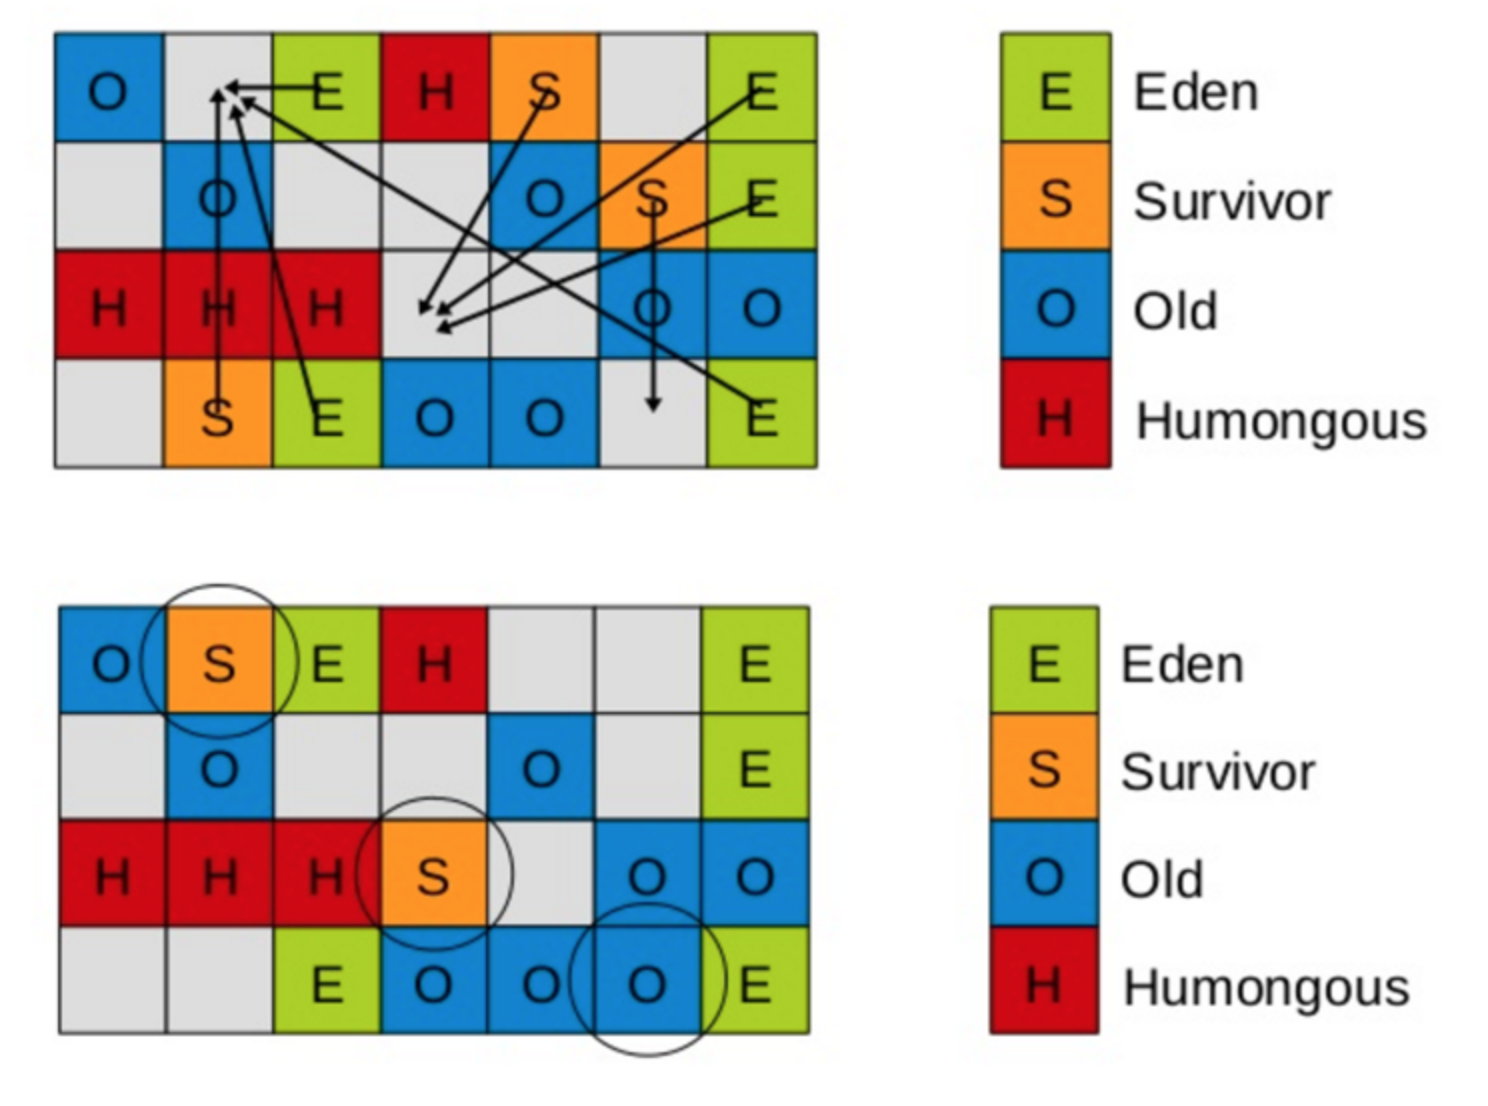 O E H S E
O O S E
H H H O O
S E O O E
E Eden
S Survivor
O Old
H Humongous
O S E H E
O O E
H H H S O O
E O O O E
E Eden
S Survivor
O Old
H Humongous